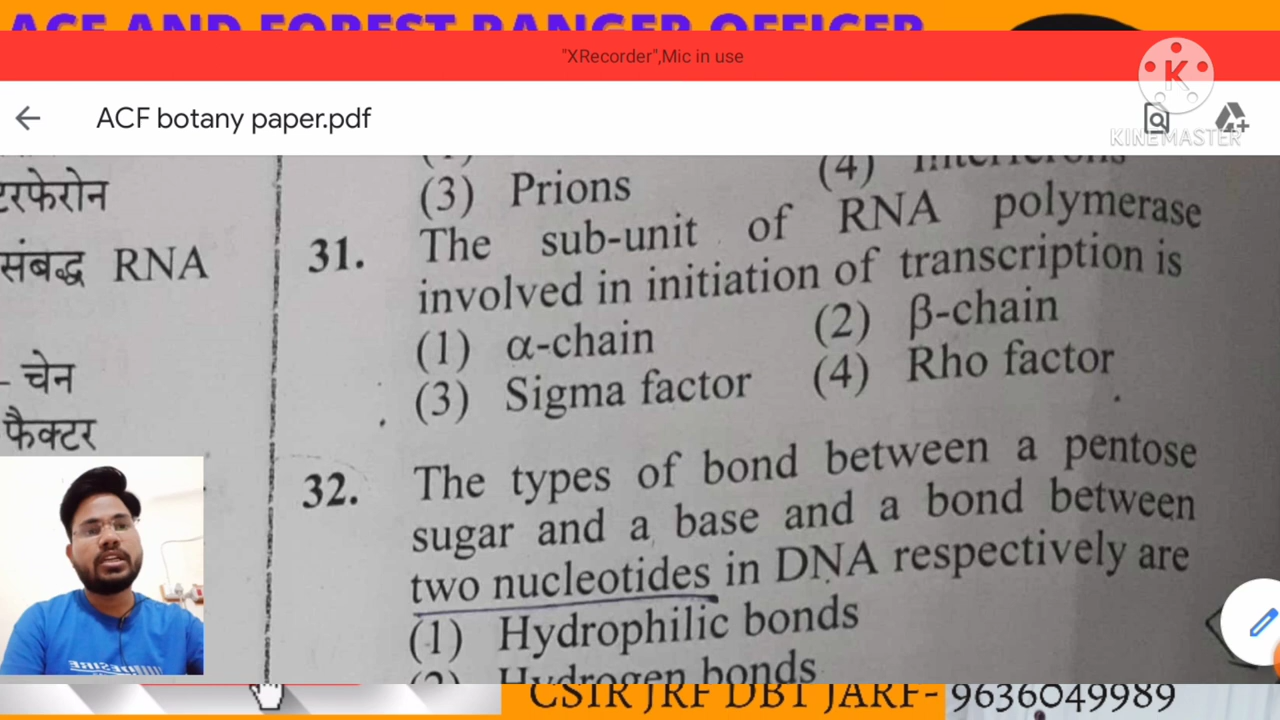 ACF AND FOREST RANGER OFFICER
"XRecorder",Mic in use
K
KINEMASTER
ACF botany paper.pdf
टरफेरोन
संबद्ध RNA
- चेन
फैक्टर
(3) Prions
(4) Interferons
31. The sub-unit of RNA polymerase
involved in initiation of transcription is
(1) α-chain (2) β-chain
(3) Sigma factor (4) Rho factor
32. The types of bond between a pentose
sugar and a base and a bond between
two nucleotides in DNA respectively are
(1) Hydrophilic bonds
(2) Hydrogen bonds
CSIR JRF DBT JARF- 9636049989